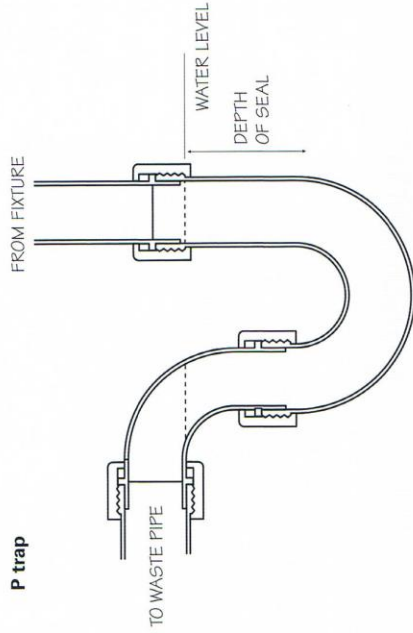 P trap
FROM FIXTURE
WATER LEVEL
DEPTH
OF SEAL
TO WASTE PIPE